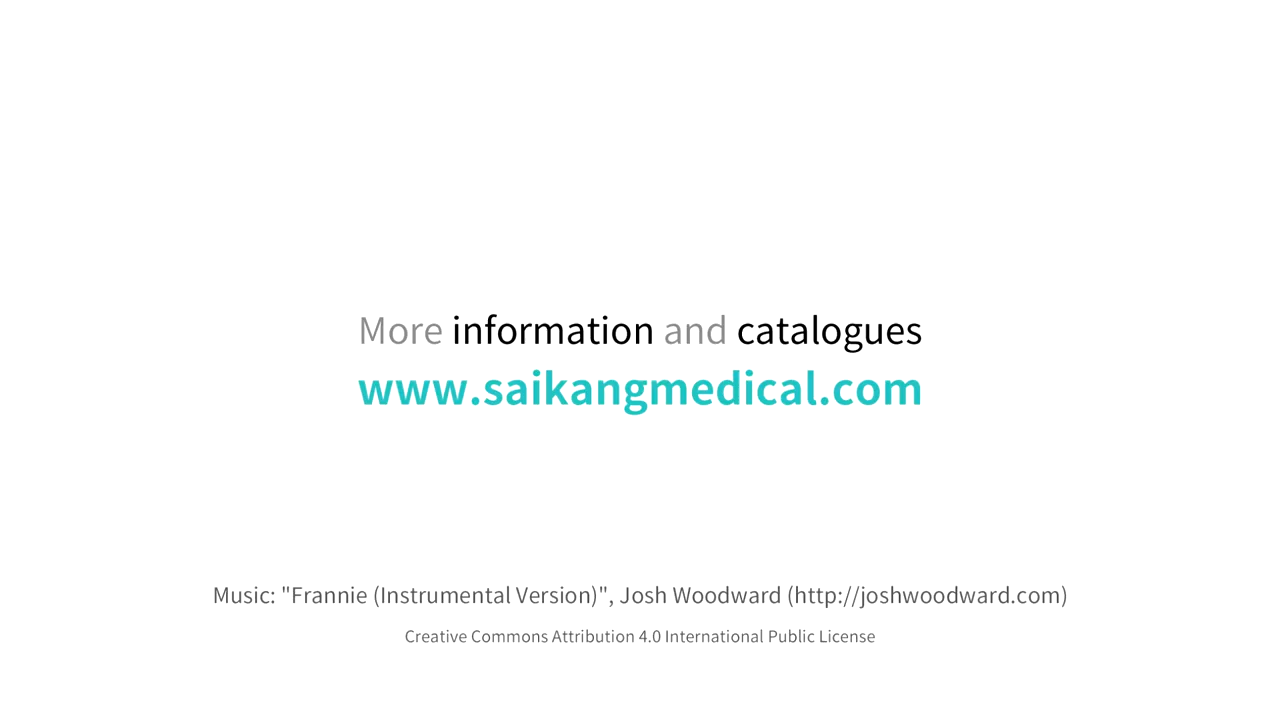 More information and catalogues
www.saikangmedical.com
Music: "Frannie (Instrumental Version)", Josh Woodward (http://joshwoodward.com)
Creative Commons Attribution 4.0 International Public License